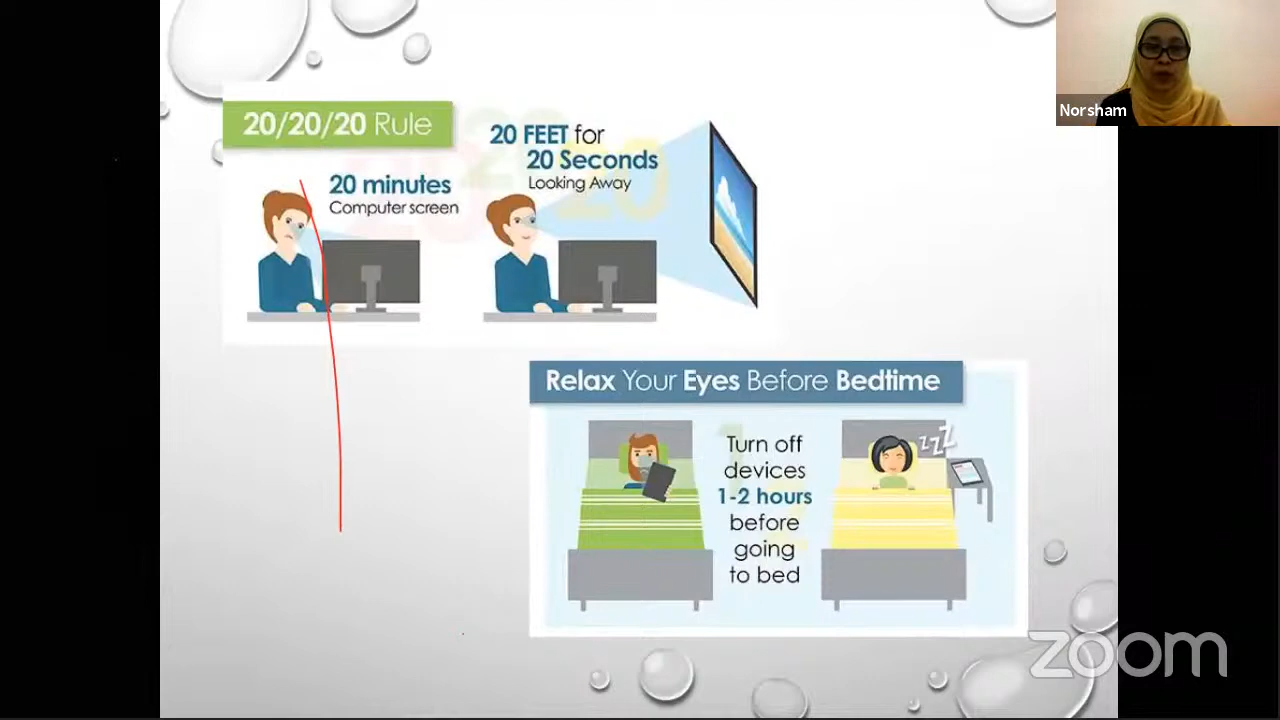 20/20/20 Rule
20 minutes
Computer screen
20 FEET for
20 Seconds
Looking Away
Norsham
Relax Your Eyes Before Bedtime
Turn off
devices
1-2 hours
before
going
to bed
zzZ
zoom